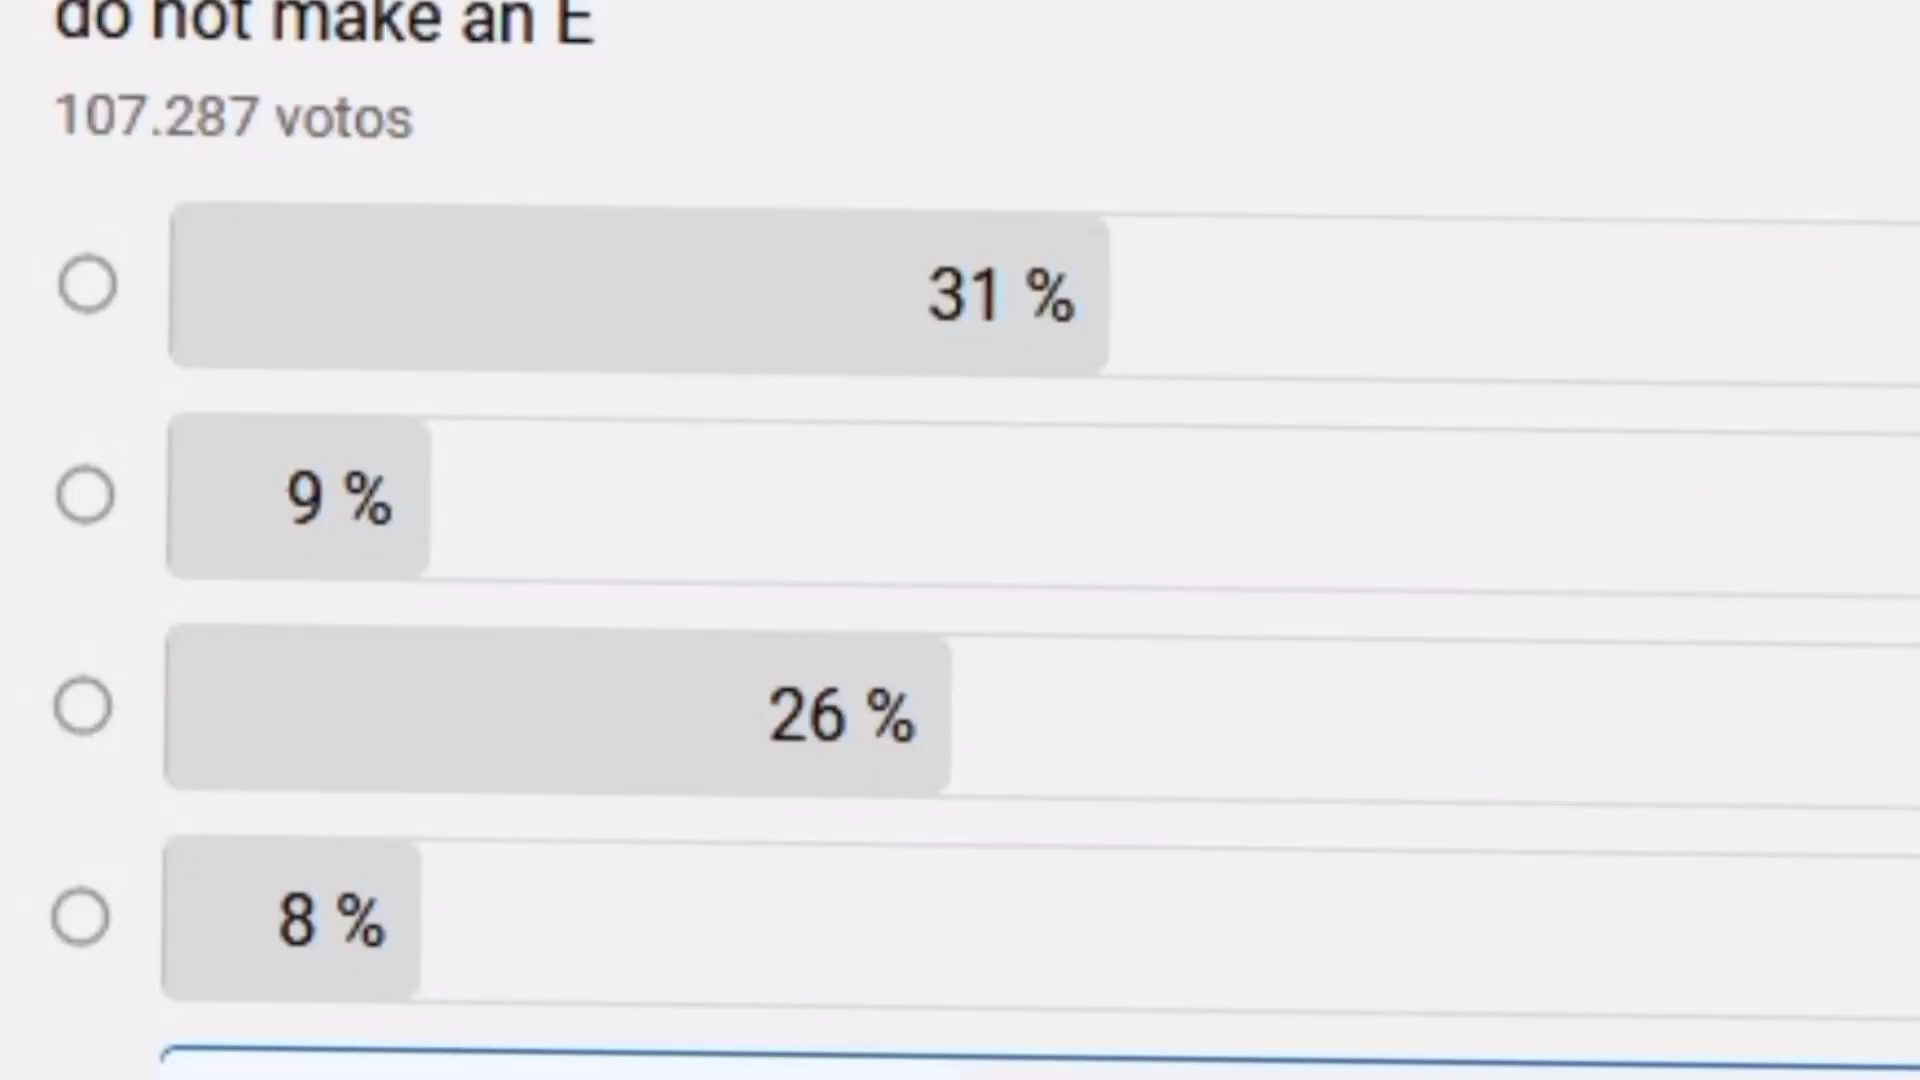 do not make an E
107.287 votos
31 %
9 %
26 %
8 %